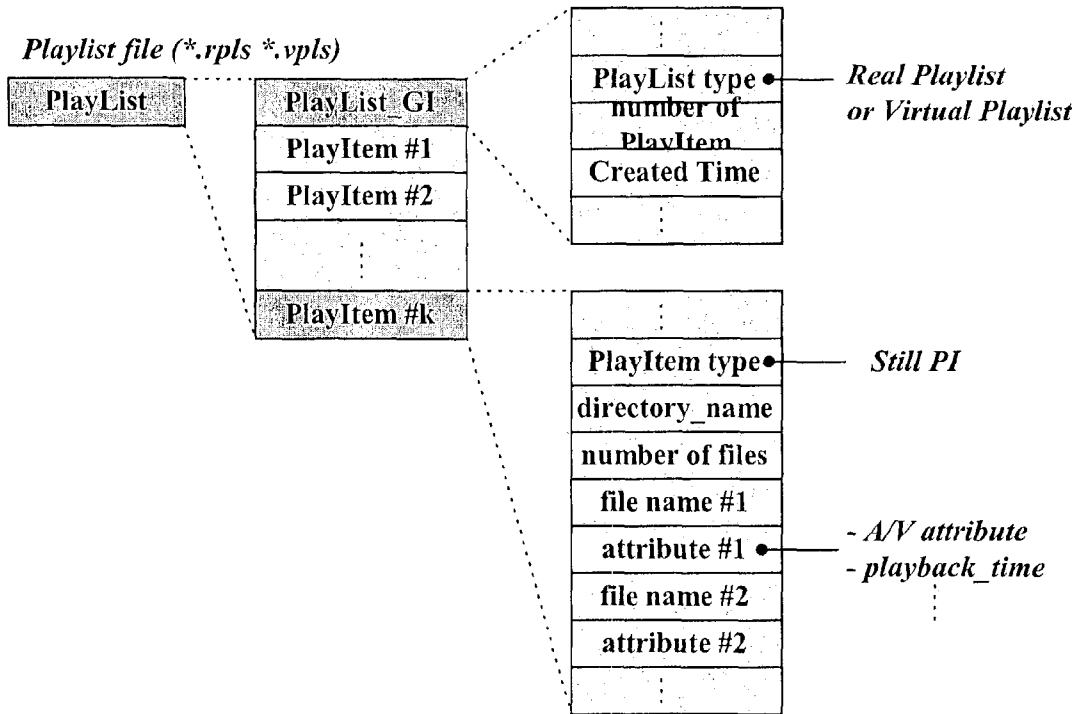 Playlist file (*.rpls *.vpls)
PlayList
PlayList_GI
PlayItem #1
PlayItem #2
PlayItem #k
PlayList type
number of
PlayItem
Created Time
Real Playlist
or Virtual Playlist
PlayItem type
directory_name
number of files
file name #1
attribute #1
file name #2
attribute #2
Still PI
- A/V attribute
- playback_time